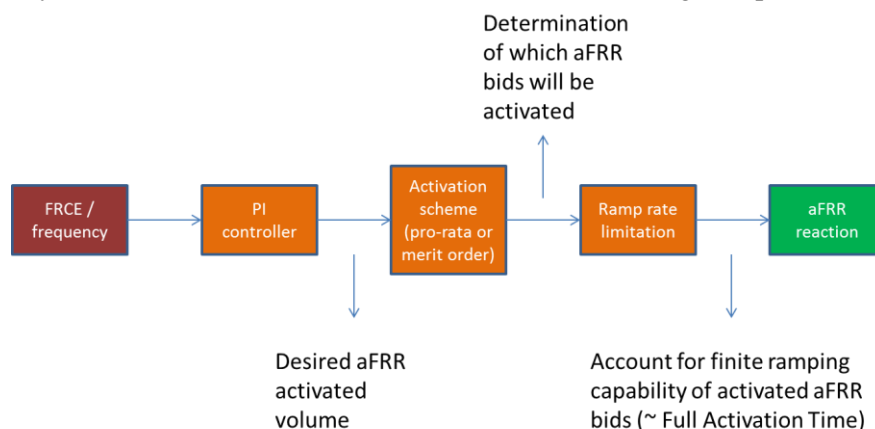 Determination
of which aFRR
bids will be
activated
FRCE /
frequency
PI
controller
Activation
scheme
(pro-rata or
merit order)
Ramp rate
limitation
aFRR
reaction
Desired aFRR
activated
volume
Account for finite ramping
capability of activated aFRR
bids (~ Full Activation Time)